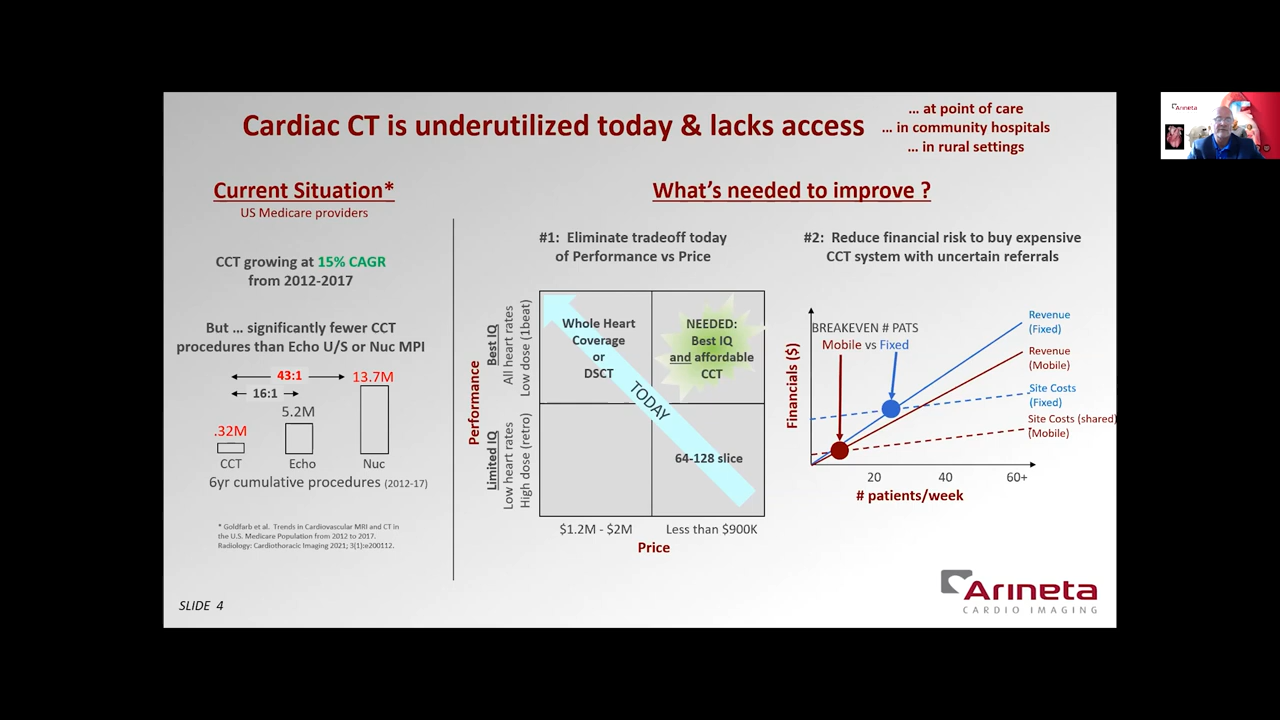 Cardiac CT is underutilized today & lacks access
... at point of care
... in community hospitals
... in rural settings
Current Situation*
US Medicare providers
CCT growing at 15% CAGR
from 2012-2017
But ... significantly fewer CCT
procedures than Echo U/S or Nuc MPI
43:1
13.7M
16:1
5.2M
.32M
CCT
Echo
Nuc
6yr cumulative procedures (2012-17)
* Goldfarb et al. Trends in Cardiovascular MRI and CT in
the U.S. Medicare Population from 2012 to 2017.
Radiology: Cardiothoracic Imaging 2021; 3(1):e200112.
SLIDE 4
What's needed to improve ?
#1: Eliminate tradeoff today
of Performance vs Price
Performance
Best IQ
All heart rates
Low dose (1beat)
Limited IQ
Low heart rates
High dose (retro)
Whole Heart
Coverage
or
DSCT
NEEDED:
Best IQ
and affordable
CCT
TODAY
64-128 slice
$1.2M - $2M
Less than $900K
Price
#2: Reduce financial risk to buy expensive
CCT system with uncertain referrals
Financials ($)
BREAKEVEN # PATS
Mobile vs Fixed
Revenue
(Fixed)
Revenue
(Mobile)
Site Costs
(Fixed)
Site Costs (shared)
(Mobile)
20
40
60+
# patients/week
Arineta
CARDIO IMAGING
Arineta